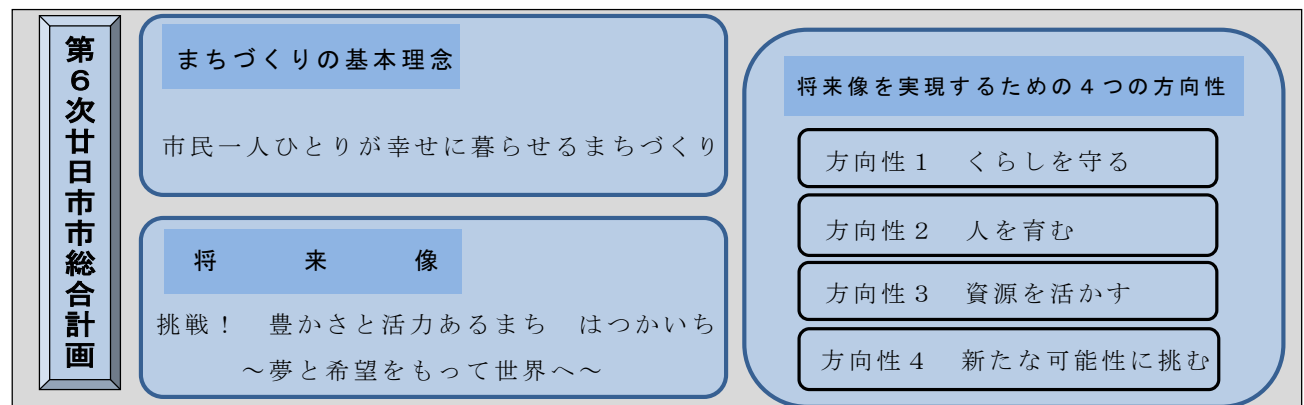 第６次廿日市市総合計画
まちづくりの基本理念
市民一人ひとりが幸せに暮らせるまちづくり
将来像
挑戦！　豊かさと活力あるまち　はつかいち
～夢と希望をもって世界へ～
将来像を実現するための４つの方向性
方向性１　くらしを守る
方向性２　人を育む
方向性３　資源を活かす
方向性４　新たな可能性に挑む